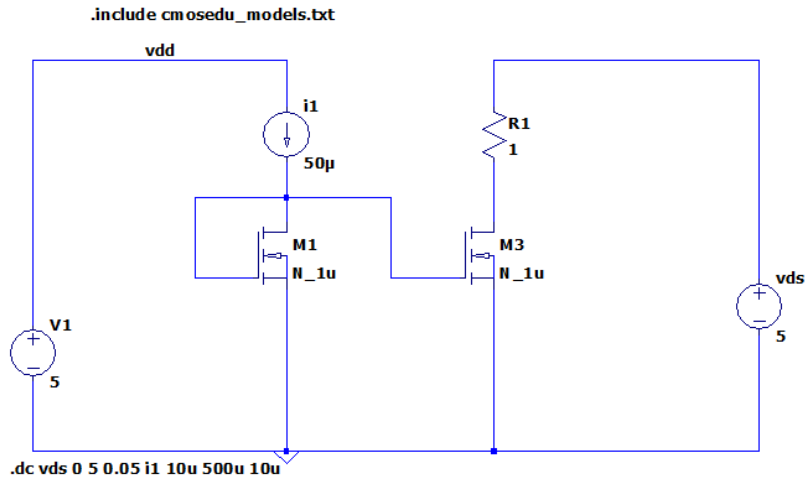 .include cmosedu_models.txt
vdd
i1
50µ
R1
1
M1
N_1u
M3
N_1u
vds
5
V1
5
.dc vds 0 5 0.05 i1 10u 500u 10u